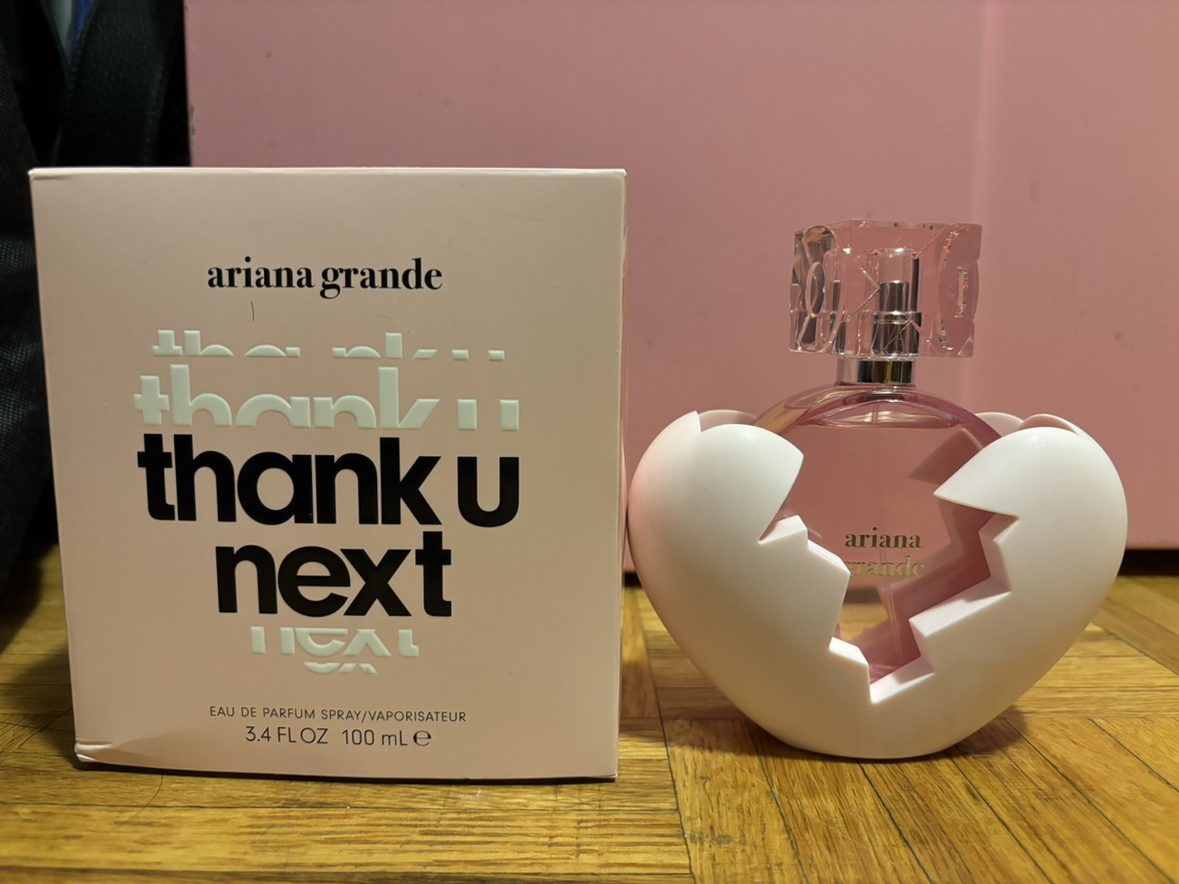 ariana grande
thank u
thank u
thank u
next
next
EAU DE PARFUM SPRAY/VAPORISATEUR
3.4 FL OZ 100 mL ℮
ariana
grande